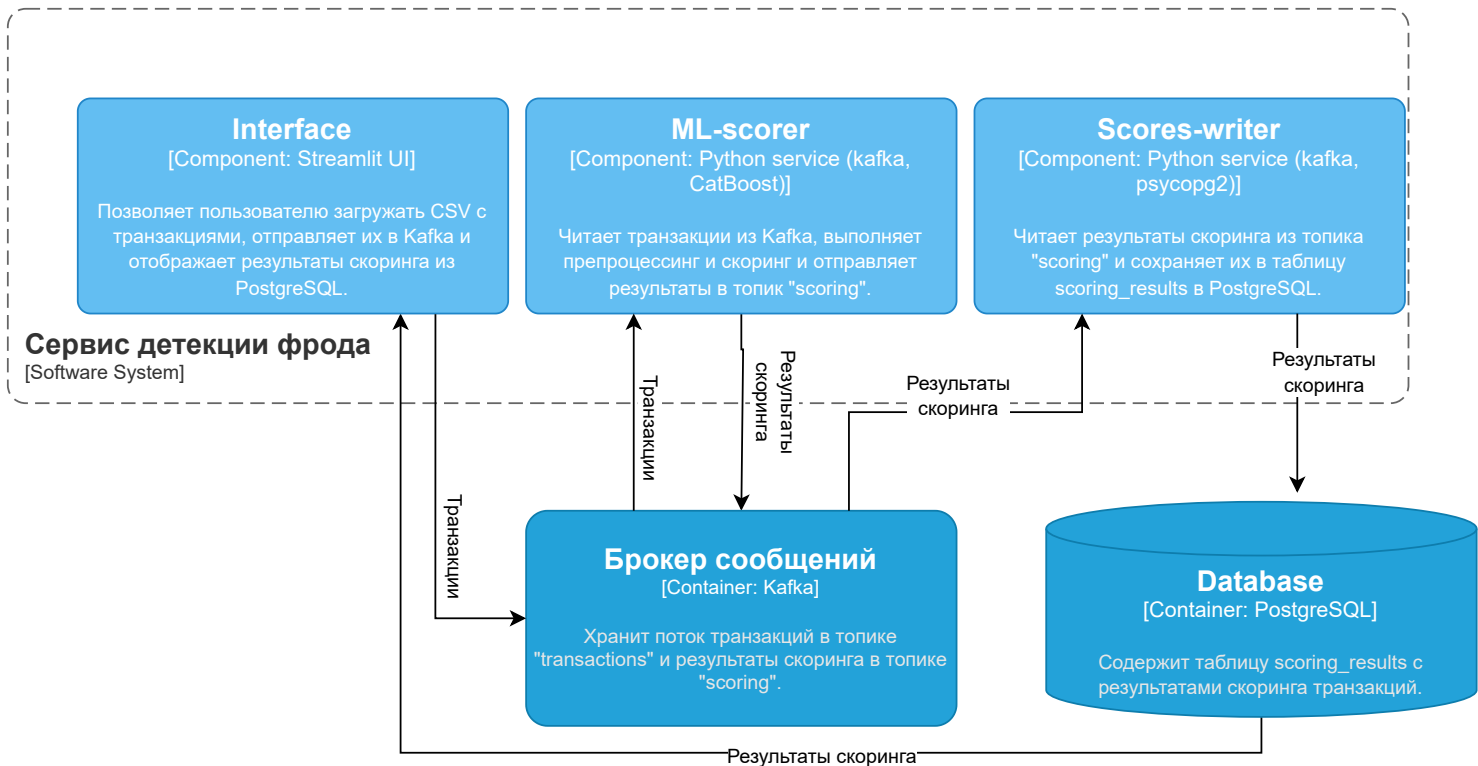 Interface
[Component: Streamlit UI]
Позволяет пользователю загружать CSV с
транзакциями, отправляет их в Kafka и
отображает результаты скоринга из
PostgreSQL.
ML-scorer
[Component: Python service (kafka,
CatBoost)]
Читает транзакции из Kafka, выполняет
препроцессинг и скоринг и отправляет
результаты в топик "scoring".
Scores-writer
[Component: Python service (kafka,
psycopg2)]
Читает результаты скоринга из топика
"scoring" и сохраняет их в таблицу
scoring_results в PostgreSQL.
Сервис детекции фрода
[Software System]
Транзакции
Транзакции
Результаты
скоринга
Результаты
скоринга
Результаты
скоринга
Брокер сообщений
[Container: Kafka]
Хранит поток транзакций в топике
"transactions" и результаты скоринга в топике
"scoring".
Database
[Container: PostgreSQL]
Содержит таблицу scoring_results с
результатами скоринга транзакций.
Результаты скоринга